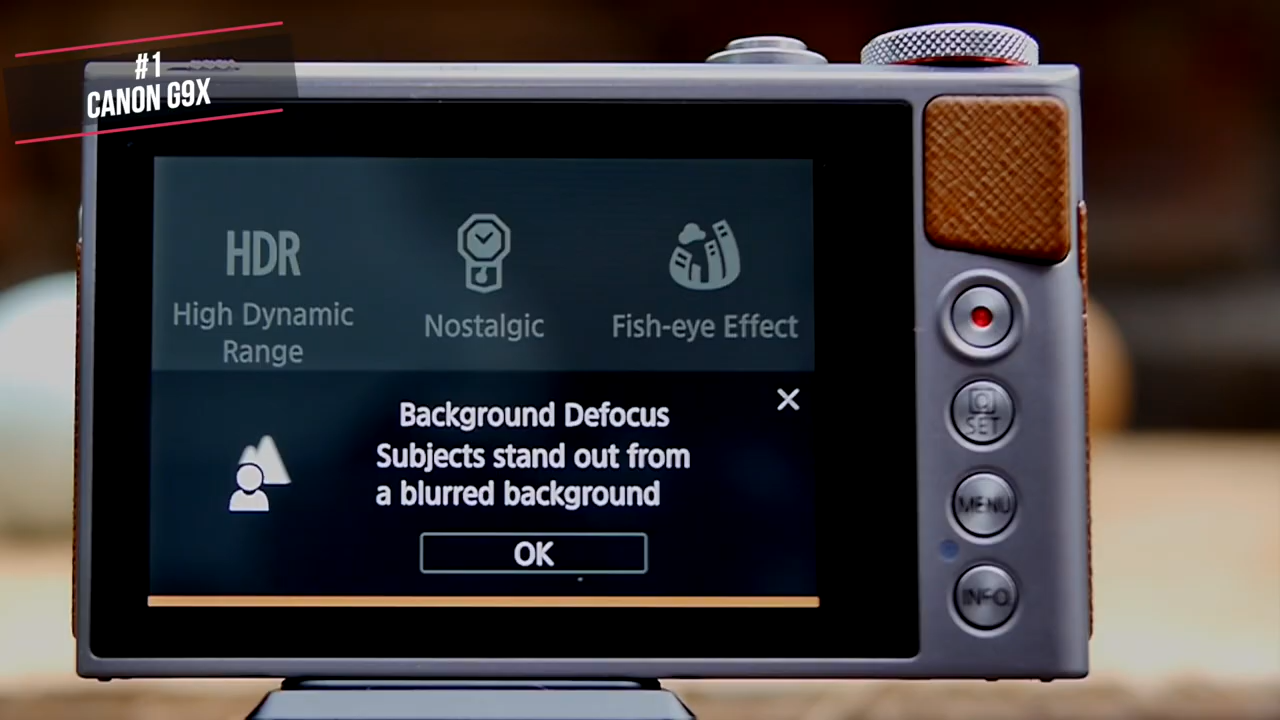 #1
CANON G9X
HDR
High Dynamic
Range
Nostalgic
Fish-eye Effect
Background Defocus
Subjects stand out from
a blurred background
OK
SET
MENU
INFO.